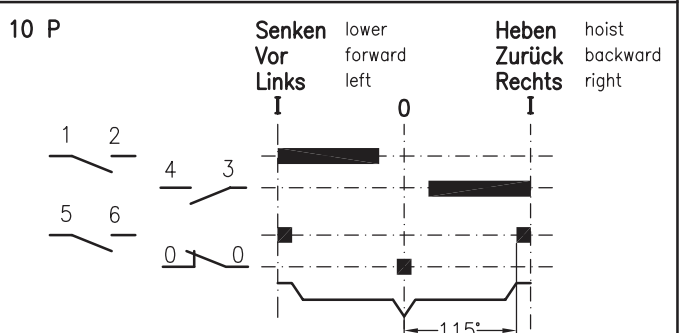 10 P
Senken lower Heben hoist
Vor forward Zurück backward
Links left Rechts right
I 0 I
1 2
4 3
5 6
0 0
115°